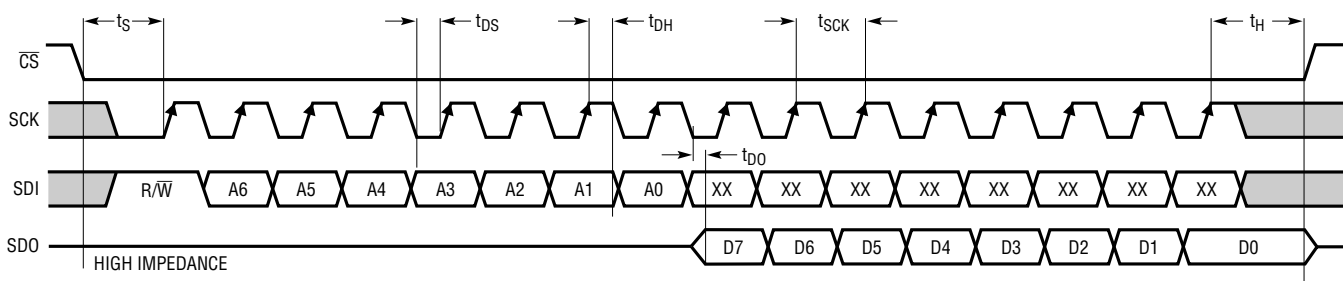 tS tDS tDH tSCK tH
CS
SCK
tDO
SDI R/W A6 A5 A4 A3 A2 A1 A0 XX XX XX XX XX XX XX XX
SDO D7 D6 D5 D4 D3 D2 D1 D0
HIGH IMPEDANCE